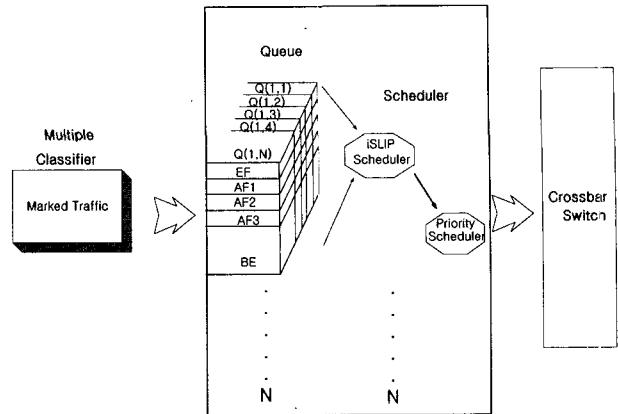 Multiple
Classifier
Marked Traffic
Queue
Q(1,1)
Q(1,2)
Q(1,3)
Q(1,4)
Q(1,N)
EF
AF1
AF2
AF3
BE
N
Scheduler
iSLIP
Scheduler
Priority
Scheduler
N
Crossbar
Switch